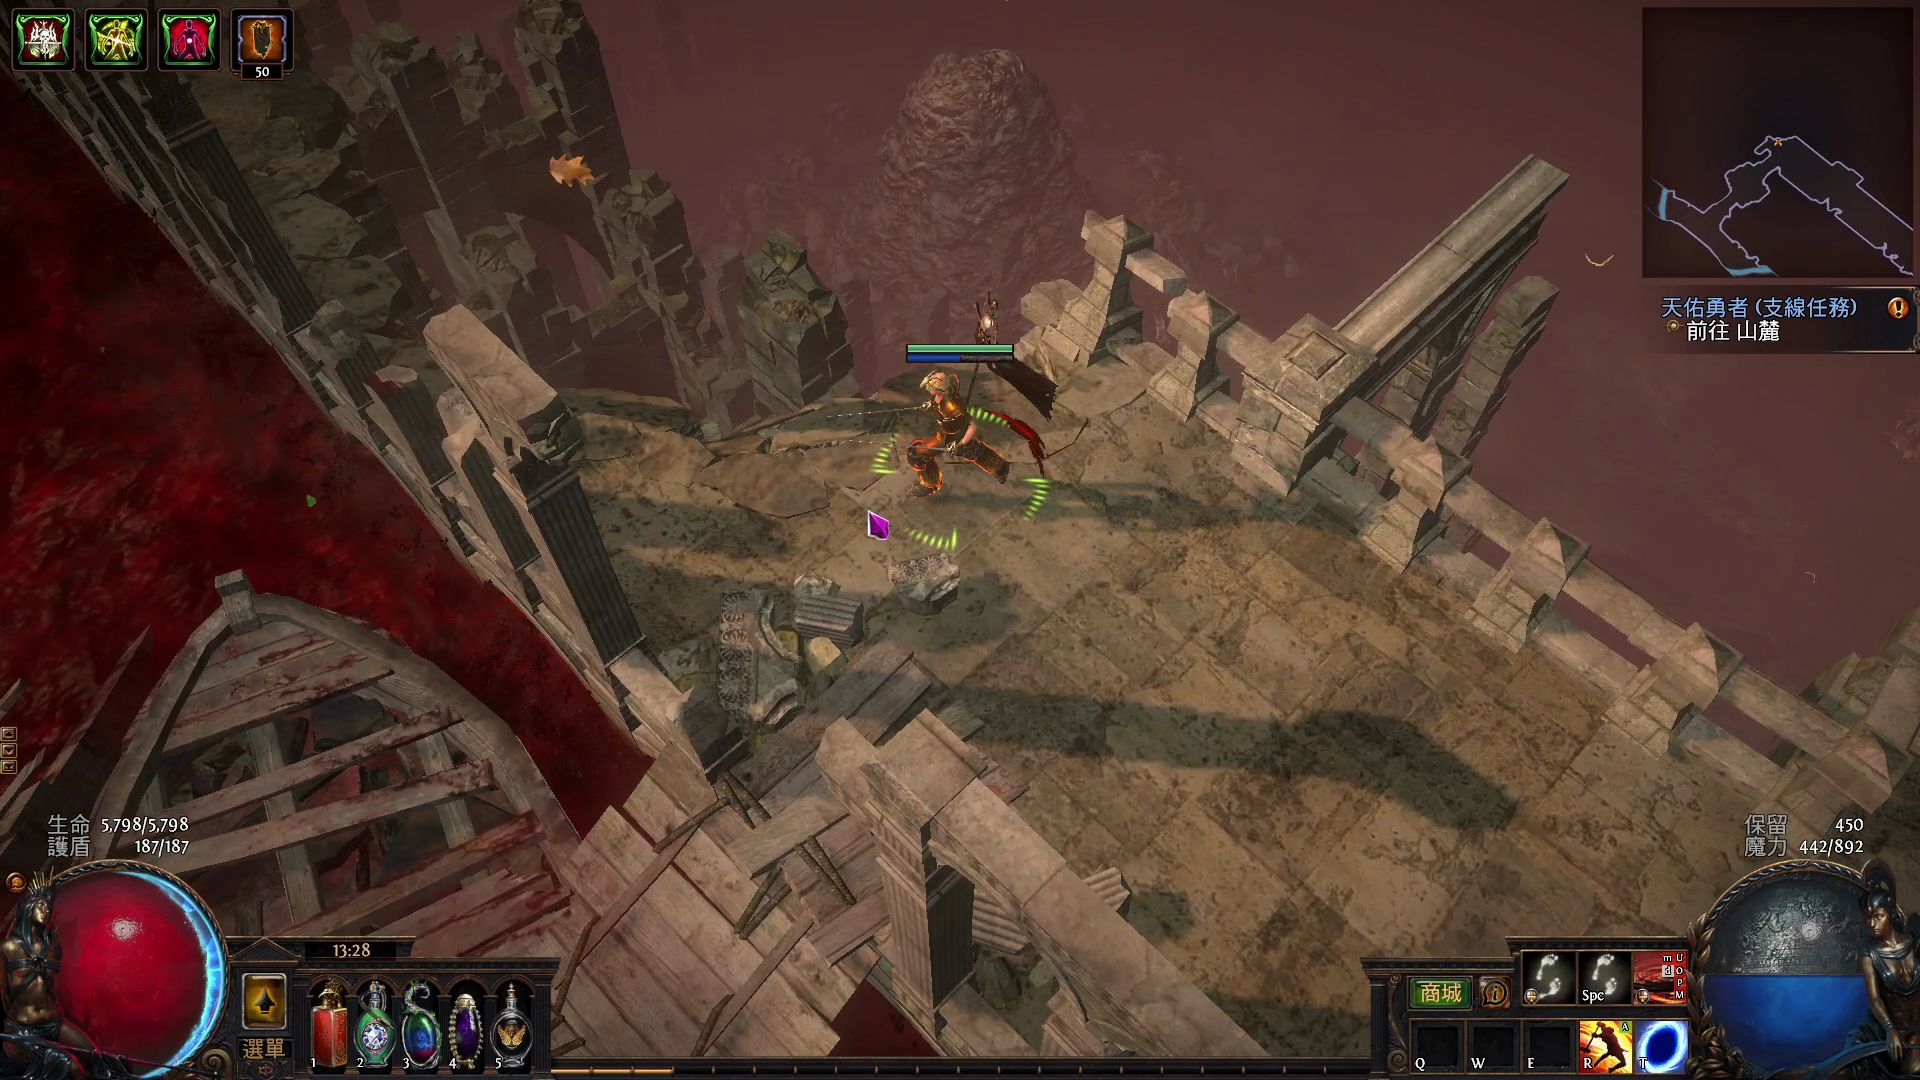 50
天佑勇者 (支線任務)
前往 山麓
生命 5,798/5,798
護盾 187/187
保留 450
魔力 442/892
13:28
選單
1 2 3 4 5
商城
Spc
m U
d O
P
M
A
Q W E R T